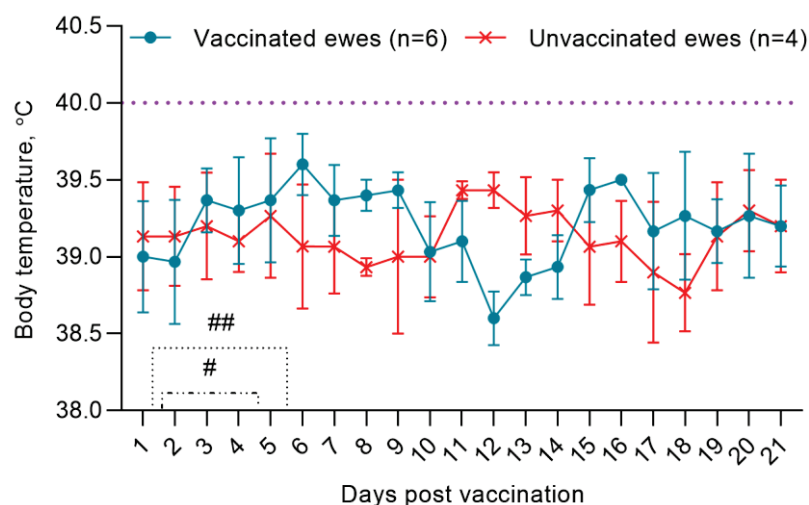 Vaccinated ewes (n=6) Unvaccinated ewes (n=4)
Body temperature, °C
40.5
40.0
39.5
39.0
38.5
38.0
##
#
1 2 3 4 5 6 7 8 9 10 11 12 13 14 15 16 17 18 19 20 21
Days post vaccination